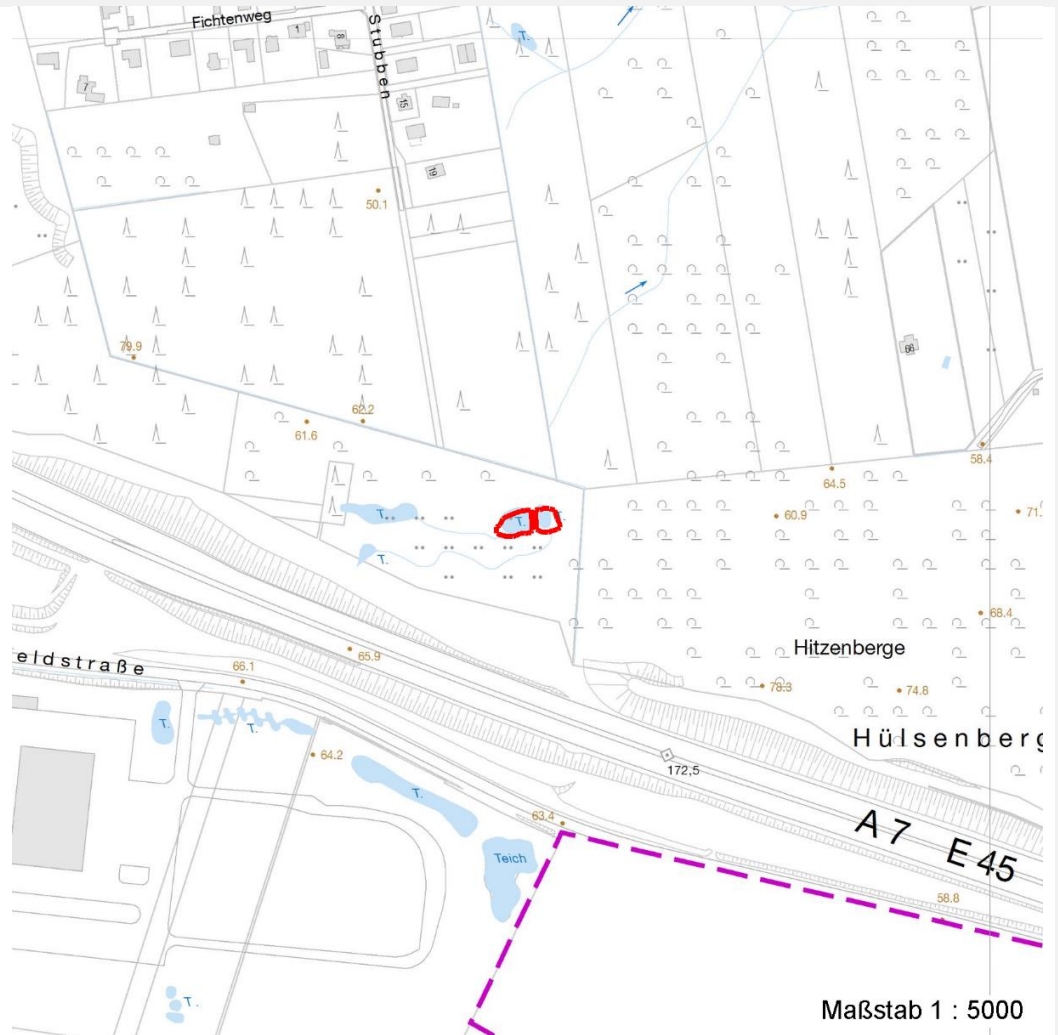 Fichtenweg
1
8
7
Stubben
15
19
T.
50.1
79.9
62.2
61.6
66
58.4
64.5
60.9
71.
T.
T.
T.
68.4
65.9
Hitzenberge
eldstraße
66.1
78.3
74.8
T.
T.
64.2
172,5
Hülsenberg
T.
63.4
A 7 E 45
Teich
58.8
T.
Maßstab 1 : 5000